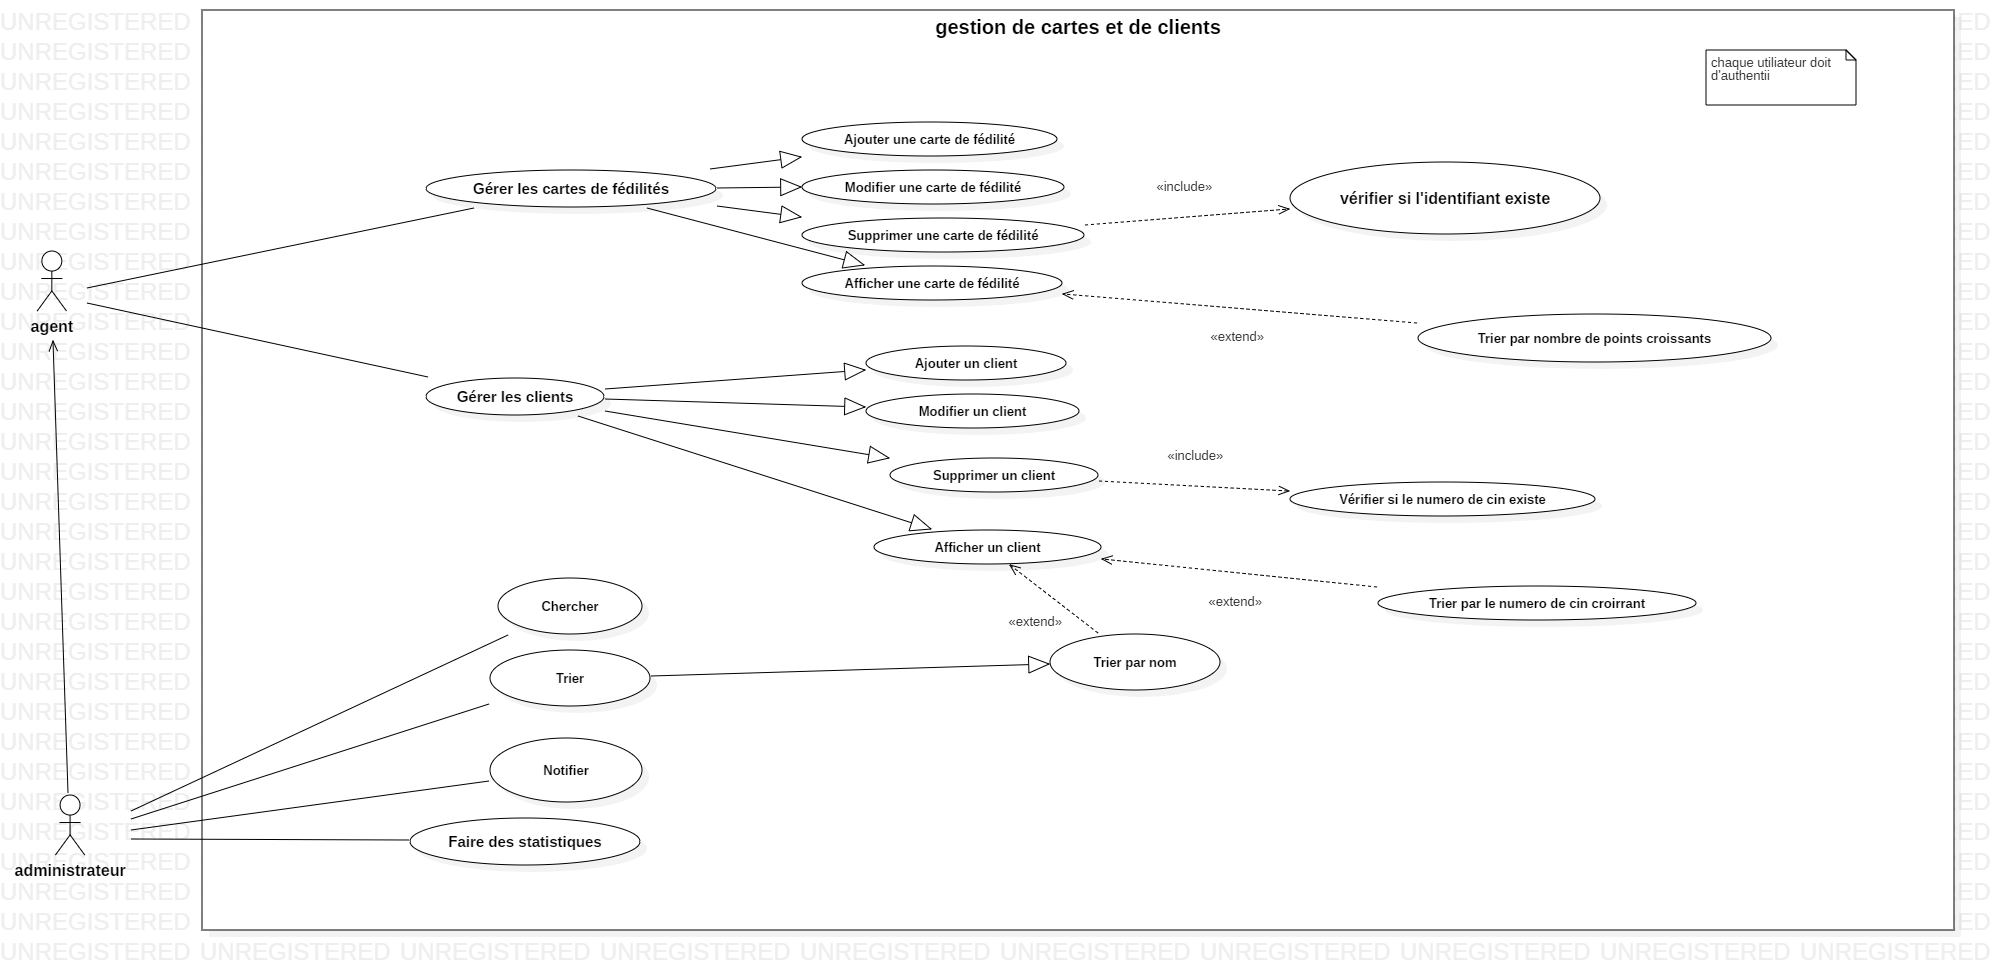 gestion de cartes et de clients
chaque utiliateur doit
d'authentii
Ajouter une carte de fédilité
Gérer les cartes de fédilités
Modifier une carte de fédilité
«include»
vérifier si l'identifiant existe
Supprimer une carte de fédilité
Afficher une carte de fédilité
agent
«extend»
Trier par nombre de points croissants
Ajouter un client
Gérer les clients
Modifier un client
«include»
Supprimer un client
Vérifier si le numero de cin existe
Afficher un client
Chercher
«extend»
Trier par le numero de cin croirrant
«extend»
Trier
Trier par nom
Notifier
Faire des statistiques
administrateur
UNREGISTERED UNREGISTERED UNREGISTERED UNREGISTERED UNREGISTERED UNREGISTERED UNREGISTERED UNREGISTERED UNREGISTERED UNREGISTERED